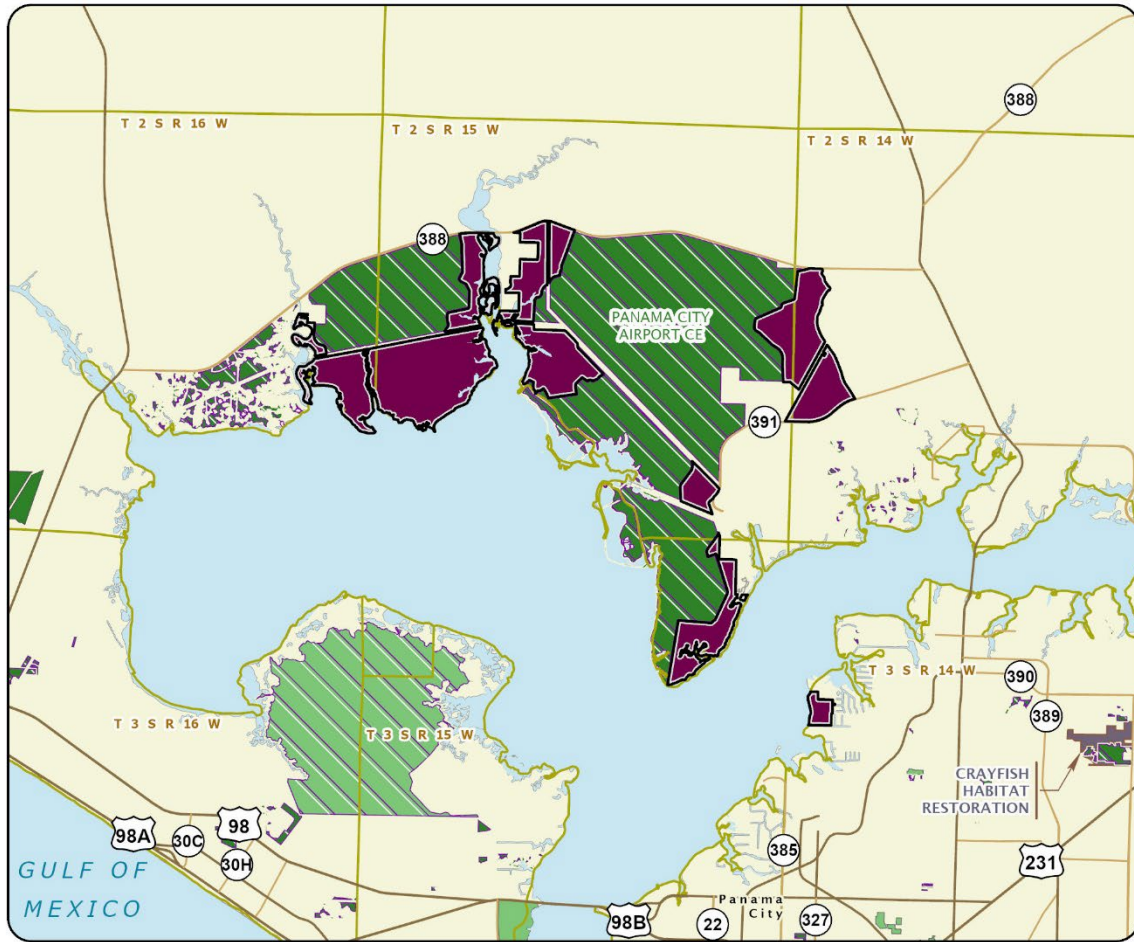 388
T 2 S R 16 W
T 2 S R 15 W
T 2 S R 14 W
388
PANAMA CITY
AIRPORT CE
391
T 3 S R 14 W
390
389
T 3 S R 16 W
T 3 S R 15 W
CRAYFISH
HABITAT
RESTORATION
98A
30C
98
30H
385
231
GULF OF
MEXICO
98B
22
Panama
City
327